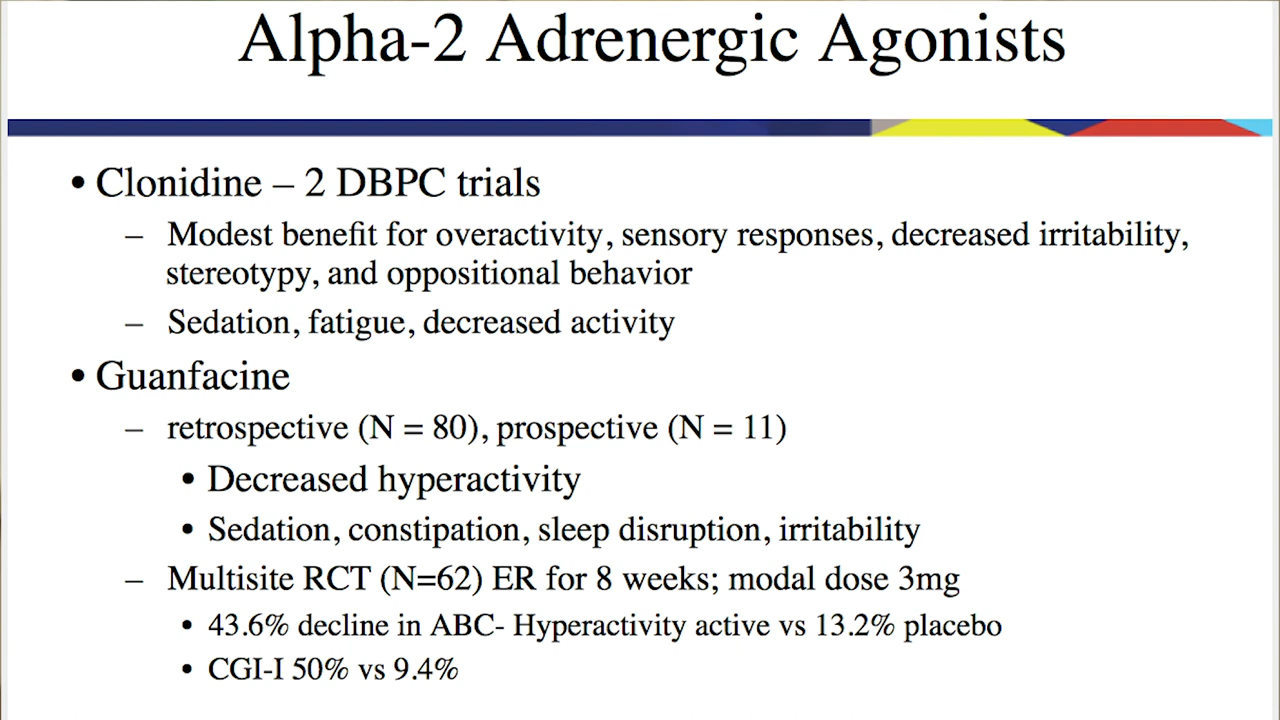 Alpha-2 Adrenergic Agonists
• Clonidine – 2 DBPC trials
– Modest benefit for overactivity, sensory responses, decreased irritability,
stereotypy, and oppositional behavior
– Sedation, fatigue, decreased activity
• Guanfacine
– retrospective (N = 80), prospective (N = 11)
• Decreased hyperactivity
• Sedation, constipation, sleep disruption, irritability
– Multisite RCT (N=62) ER for 8 weeks; modal dose 3mg
• 43.6% decline in ABC- Hyperactivity active vs 13.2% placebo
• CGI-I 50% vs 9.4%